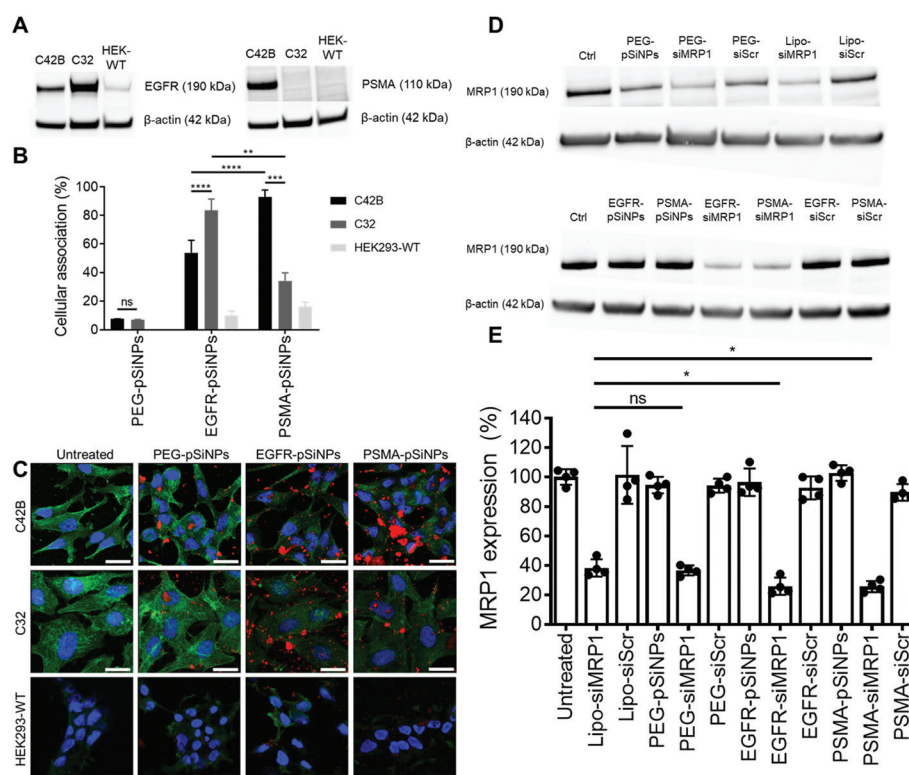 A
C42B C32 HEK-WT
EGFR (190 kDa)
β-actin (42 kDa)
C42B C32 HEK-WT
PSMA (110 kDa)
β-actin (42 kDa)
B
Cellular association (%)
100
80
60
40
20
0
ns
****
****
**
***
C42B
C32
HEK293-WT
PEG-pSiNPs
EGFR-pSiNPs
PSMA-pSiNPs
C
Untreated PEG-pSiNPs EGFR-pSiNPs PSMA-pSiNPs
C42B
C32
HEK293-WT
D
Ctrl PEG-pSiNPs PEG-siMRP1 PEG-siScr Lipo-siMRP1 Lipo-siScr
MRP1 (190 kDa)
β-actin (42 kDa)
Ctrl EGFR-pSiNPs PSMA-pSiNPs EGFR-siMRP1 PSMA-siMRP1 EGFR-siScr PSMA-siScr
MRP1 (190 kDa)
β-actin (42 kDa)
E
*
*
ns
MRP1 expression (%)
140
120
100
80
60
40
20
0
Untreated
Lipo-siMRP1
Lipo-siScr
PEG-pSiNPs
PEG-siMRP1
PEG-siScr
EGFR-pSiNPs
EGFR-siMRP1
EGFR-siScr
PSMA-pSiNPs
PSMA-siMRP1
PSMA-siScr